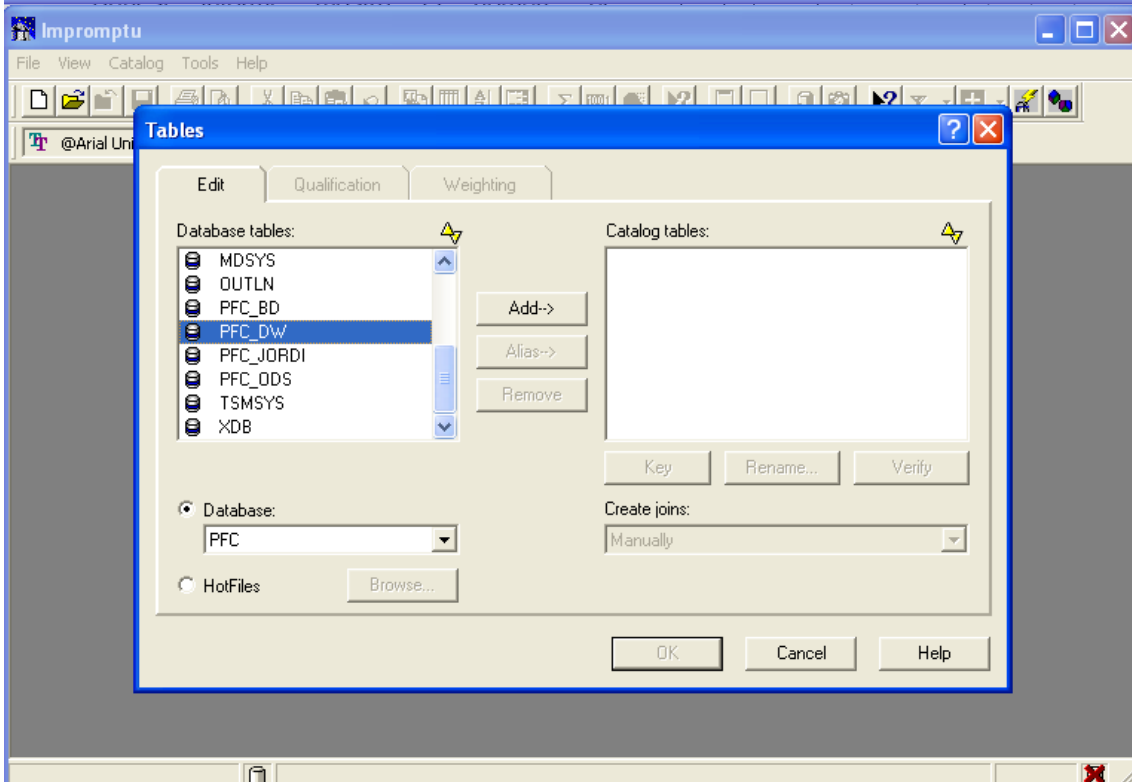 Impromptu
File View Catalog Tools Help
@Arial Uni
Tables
Edit Qualification Weighting
Database tables:
Catalog tables:
MDSYS
OUTLN
PFC_BD
PFC_DW
PFC_JORDI
PFC_ODS
TSMSYS
XDB
Add-->
Alias-->
Remove
Key Rename... Verify
Database:
PFC
Create joins:
Manually
HotFiles Browse...
OK Cancel Help